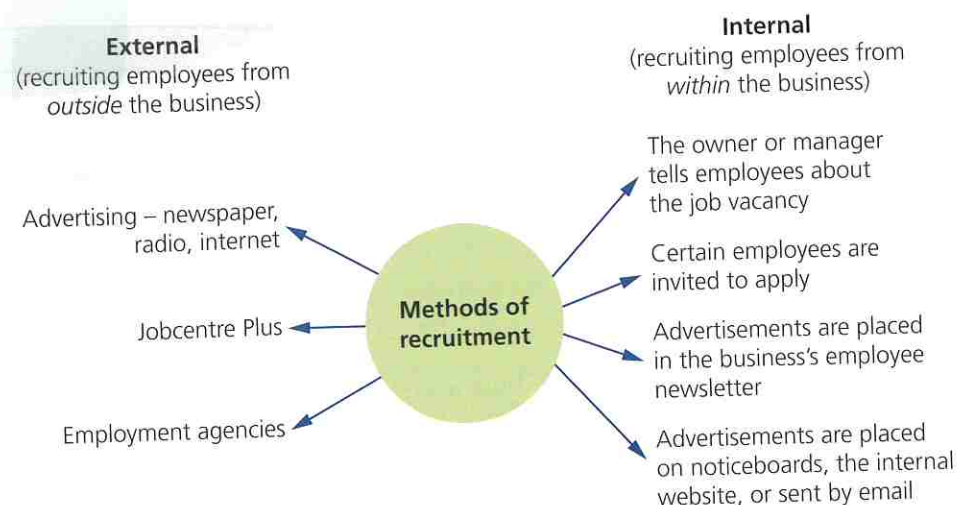 External
(recruiting employees from
outside the business)
Advertising – newspaper,
radio, internet
Jobcentre Plus
Employment agencies
Methods of
recruitment
Internal
(recruiting employees from
within the business)
The owner or manager
tells employees about
the job vacancy
Certain employees are
invited to apply
Advertisements are placed
in the business's employee
newsletter
Advertisements are placed
on noticeboards, the internal
website, or sent by email